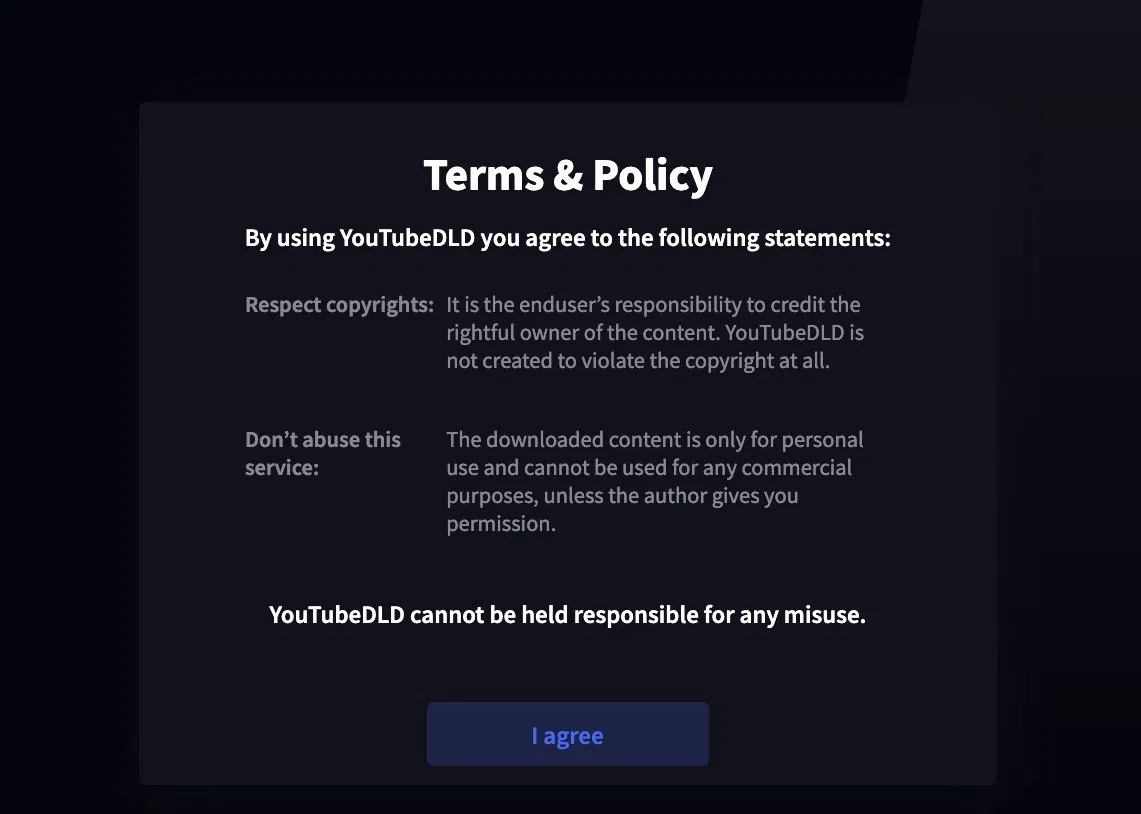 Terms & Policy
By using YouTubeDLD you agree to the following statements:
Respect copyrights: It is the enduser’s responsibility to credit the
rightful owner of the content. YouTubeDLD is
not created to violate the copyright at all.
Don’t abuse this
service:
The downloaded content is only for personal
use and cannot be used for any commercial
purposes, unless the author gives you
permission.
YouTubeDLD cannot be held responsible for any misuse.
I agree